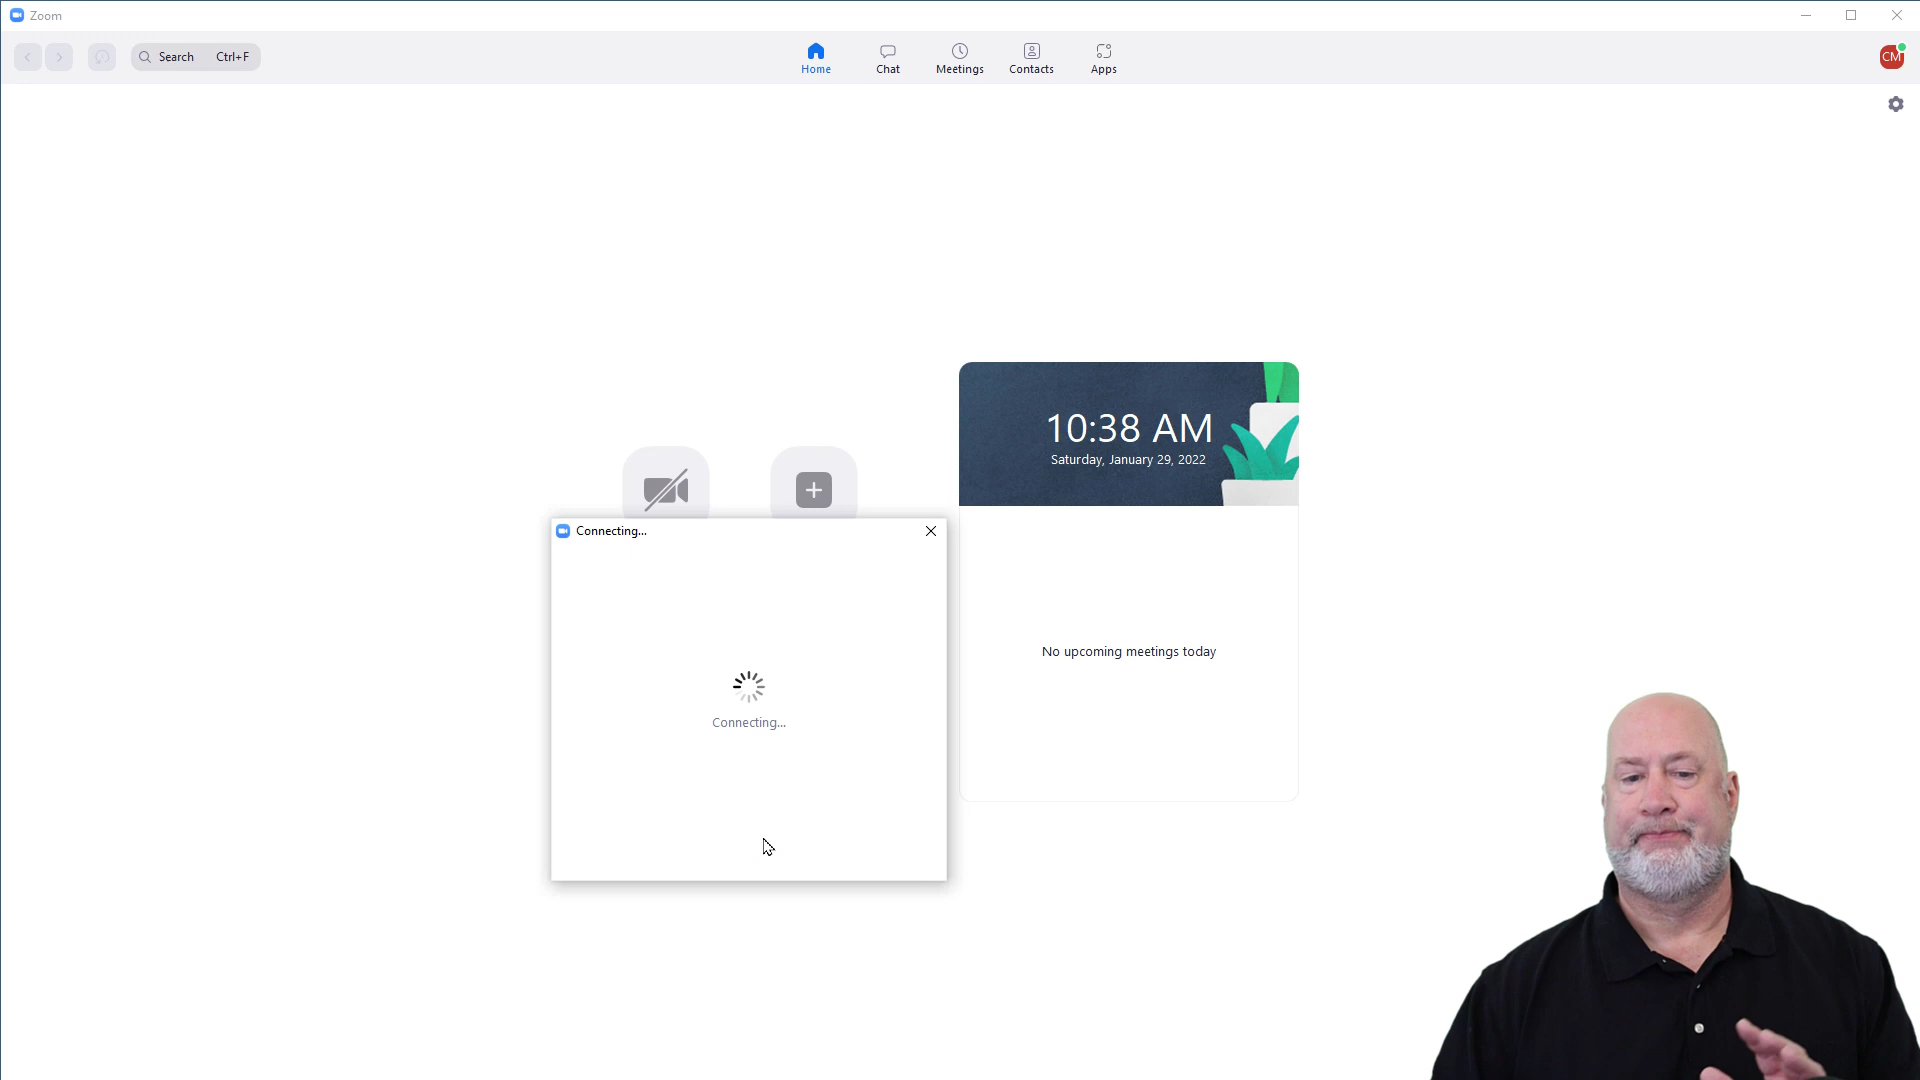 Zoom
Search Ctrl+F
Home
Chat
Meetings
Contacts
Apps
CM
10:38 AM
Saturday, January 29, 2022
Connecting...
Connecting...
No upcoming meetings today